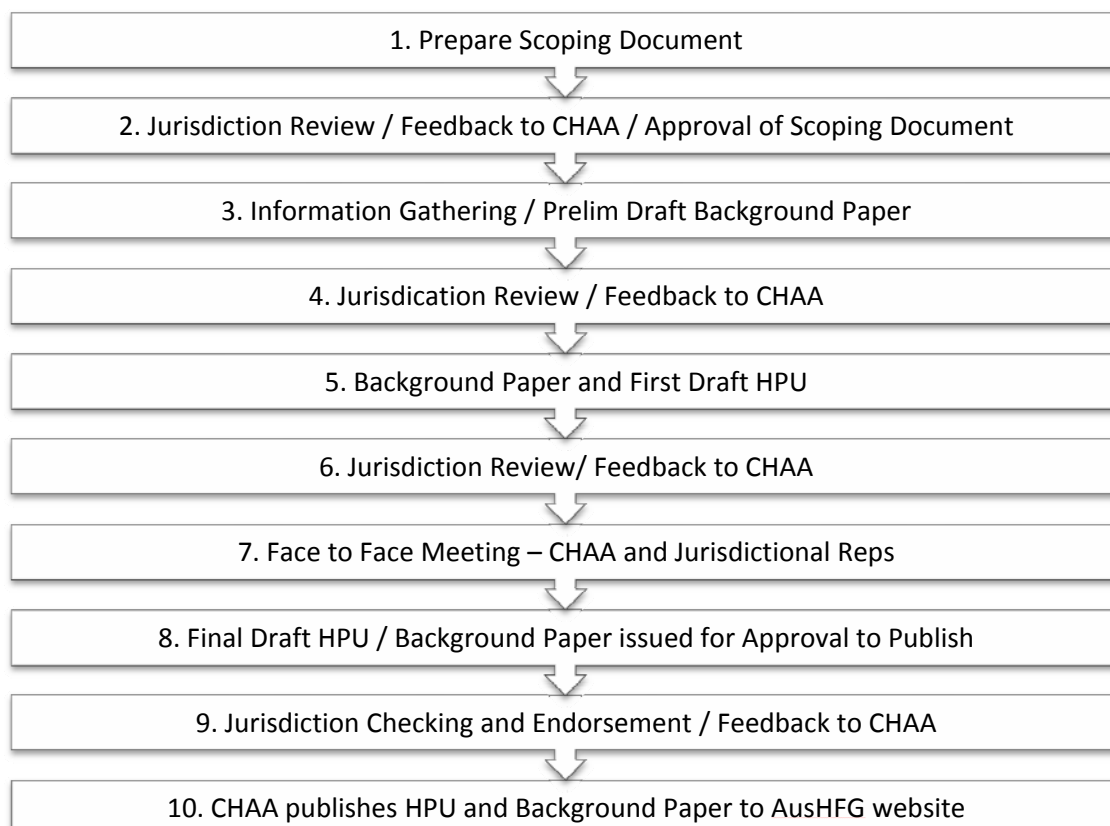 1. Prepare Scoping Document
2. Jurisdiction Review / Feedback to CHAA / Approval of Scoping Document
3. Information Gathering / Prelim Draft Background Paper
4. Jurisdication Review / Feedback to CHAA
5. Background Paper and First Draft HPU
6. Jurisdiction Review/ Feedback to CHAA
7. Face to Face Meeting – CHAA and Jurisdictional Reps
8. Final Draft HPU / Background Paper issued for Approval to Publish
9. Jurisdiction Checking and Endorsement / Feedback to CHAA
10. CHAA publishes HPU and Background Paper to AusHFG website